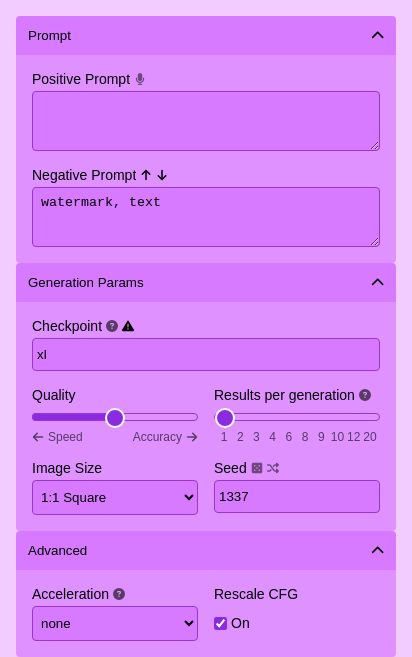 Prompt
Positive Prompt
Negative Prompt
watermark, text
Generation Params
Checkpoint
xl
Quality
Results per generation
Speed
Accuracy
1 2 3 4 6 8 9 10 12 20
Image Size
Seed
1:1 Square
1337
Advanced
Acceleration
Rescale CFG
none
On